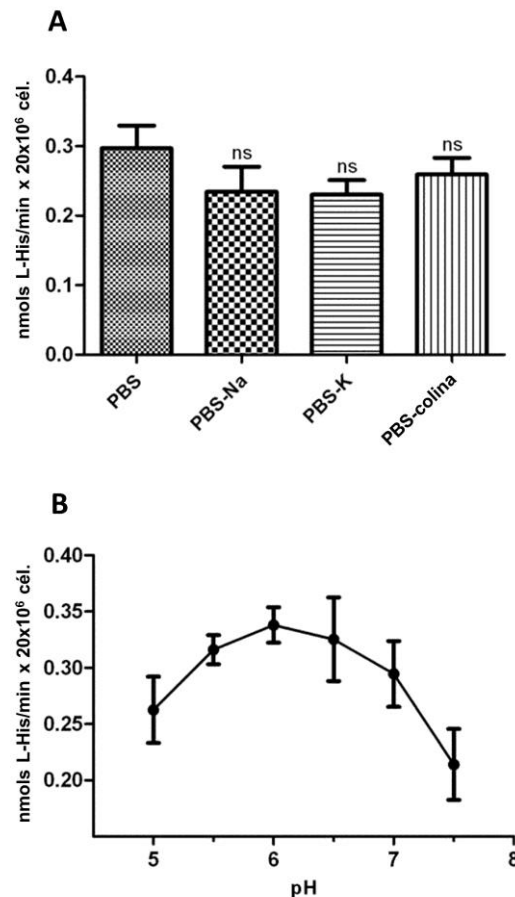 A
nmols L-His/min x 20x10⁶ cél.
0.4
0.3
0.2
0.1
0.0
ns
ns
ns
PBS
PBS-Na
PBS-K
PBS-colina
B
nmols L-His/min x 20x10⁶ cél.
0.40
0.35
0.30
0.25
0.20
5
6
7
8
pH